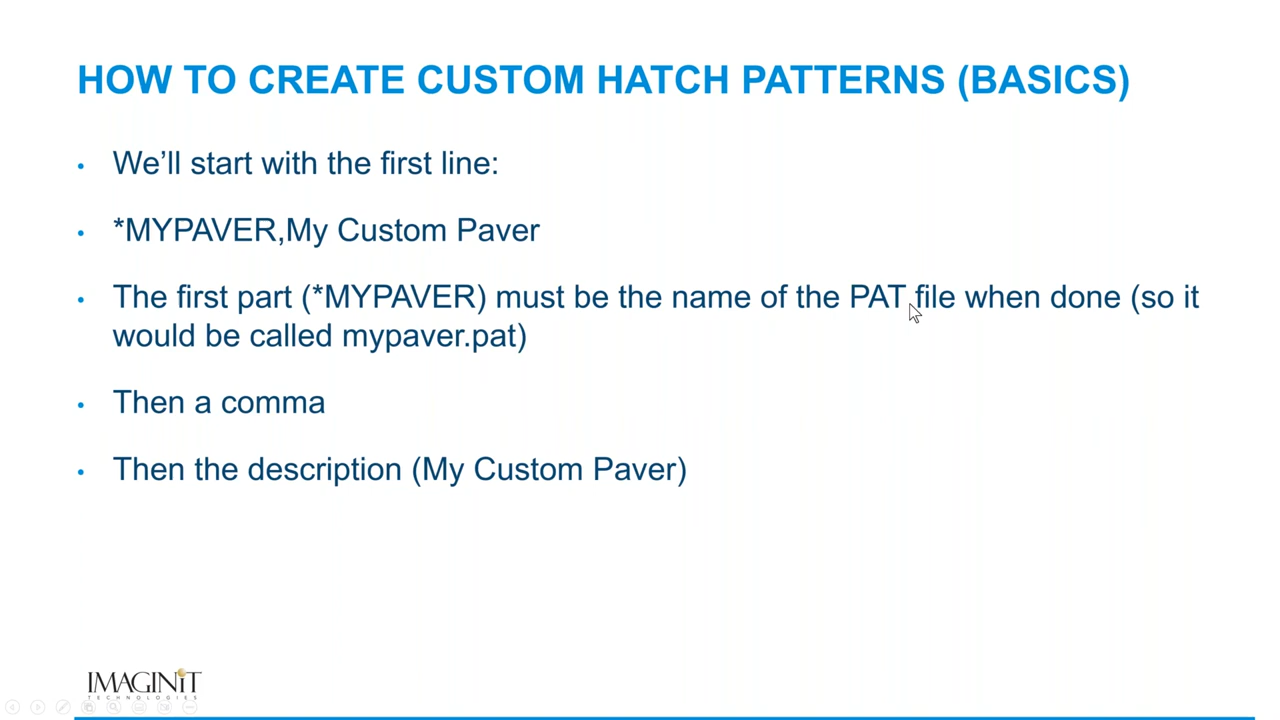 HOW TO CREATE CUSTOM HATCH PATTERNS (BASICS)
• We'll start with the first line:
• *MYPAVER,My Custom Paver
• The first part (*MYPAVER) must be the name of the PAT file when done (so it
would be called mypaver.pat)
• Then a comma
• Then the description (My Custom Paver)
IMAGINiT
TECHNOLOGIES